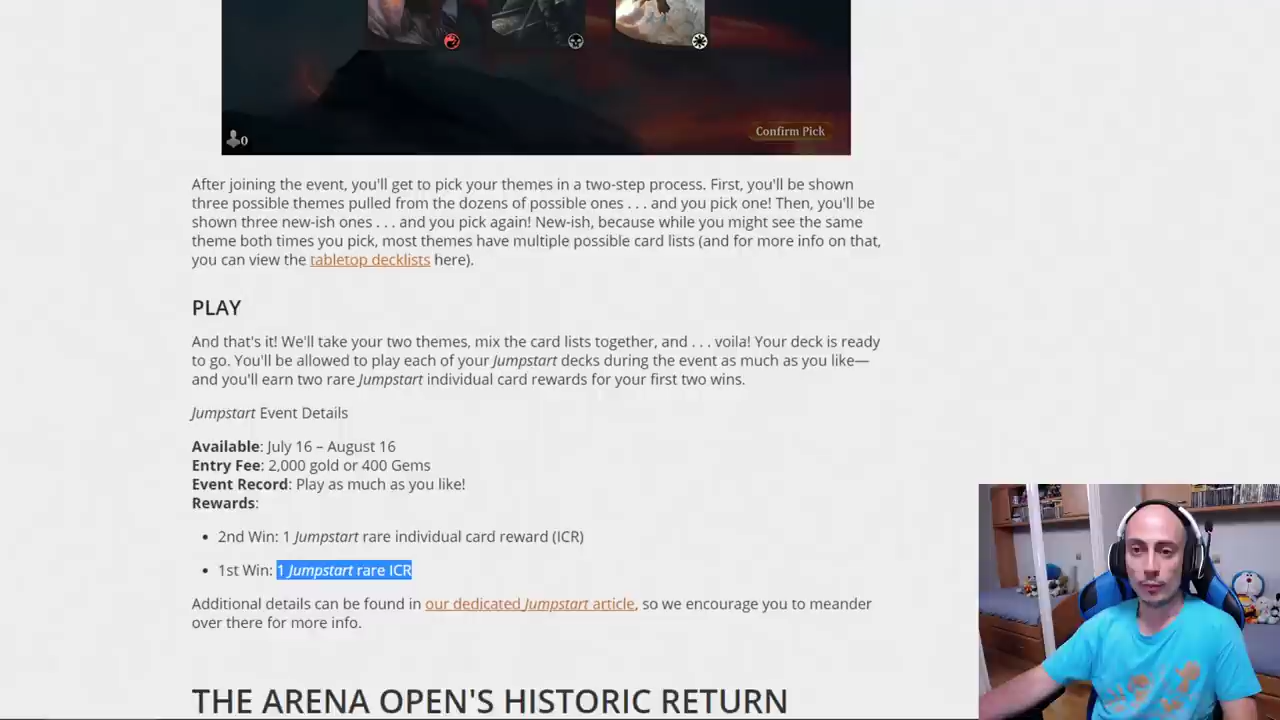 0
Confirm Pick
After joining the event, you'll get to pick your themes in a two-step process. First, you'll be shown
three possible themes pulled from the dozens of possible ones . . . and you pick one! Then, you'll be
shown three new-ish ones . . . and you pick again! New-ish, because while you might see the same
theme both times you pick, most themes have multiple possible card lists (and for more info on that,
you can view the tabletop decklists here).
PLAY
And that's it! We'll take your two themes, mix the card lists together, and . . . voila! Your deck is ready
to go. You'll be allowed to play each of your Jumpstart decks during the event as much as you like—
and you'll earn two rare Jumpstart individual card rewards for your first two wins.
Jumpstart Event Details
Available: July 16 – August 16
Entry Fee: 2,000 gold or 400 Gems
Event Record: Play as much as you like!
Rewards:
• 2nd Win: 1 Jumpstart rare individual card reward (ICR)
• 1st Win: 1 Jumpstart rare ICR
Additional details can be found in our dedicated Jumpstart article, so we encourage you to meander
over there for more info.
THE ARENA OPEN'S HISTORIC RETURN